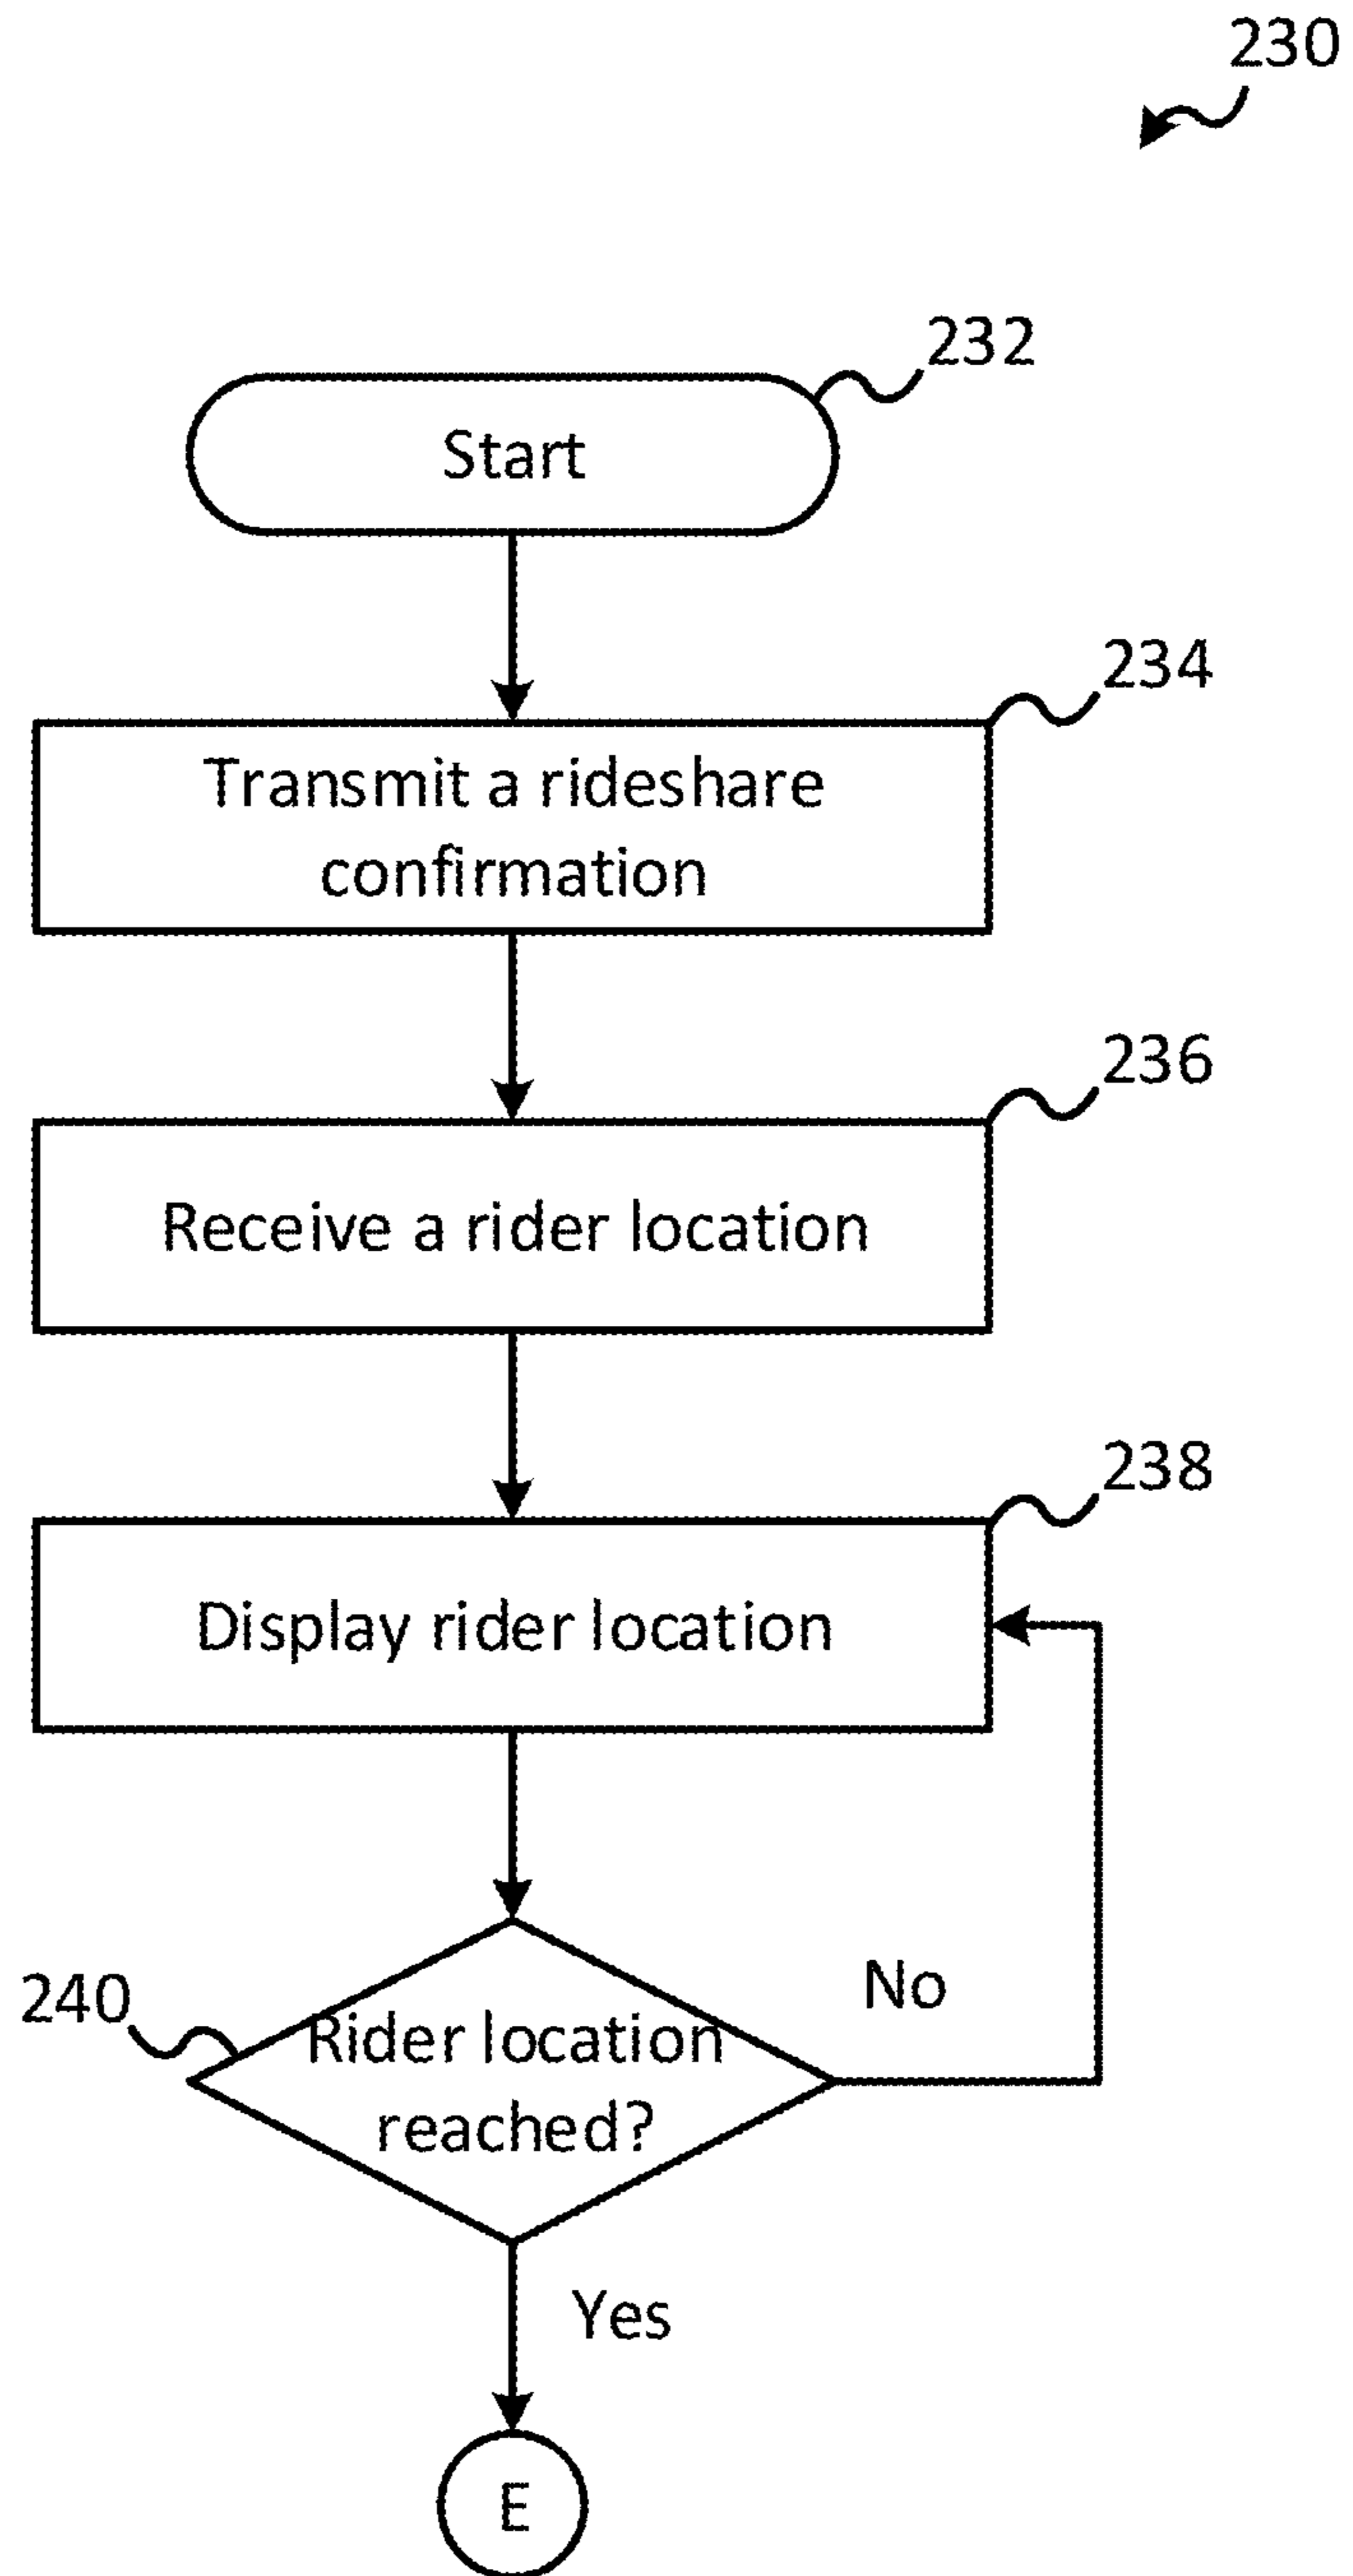 230
232
Start
234
Transmit a rideshare
confirmation
236
Receive a rider location
238
Display rider location
240
No
Rider location
reached?
Yes
E